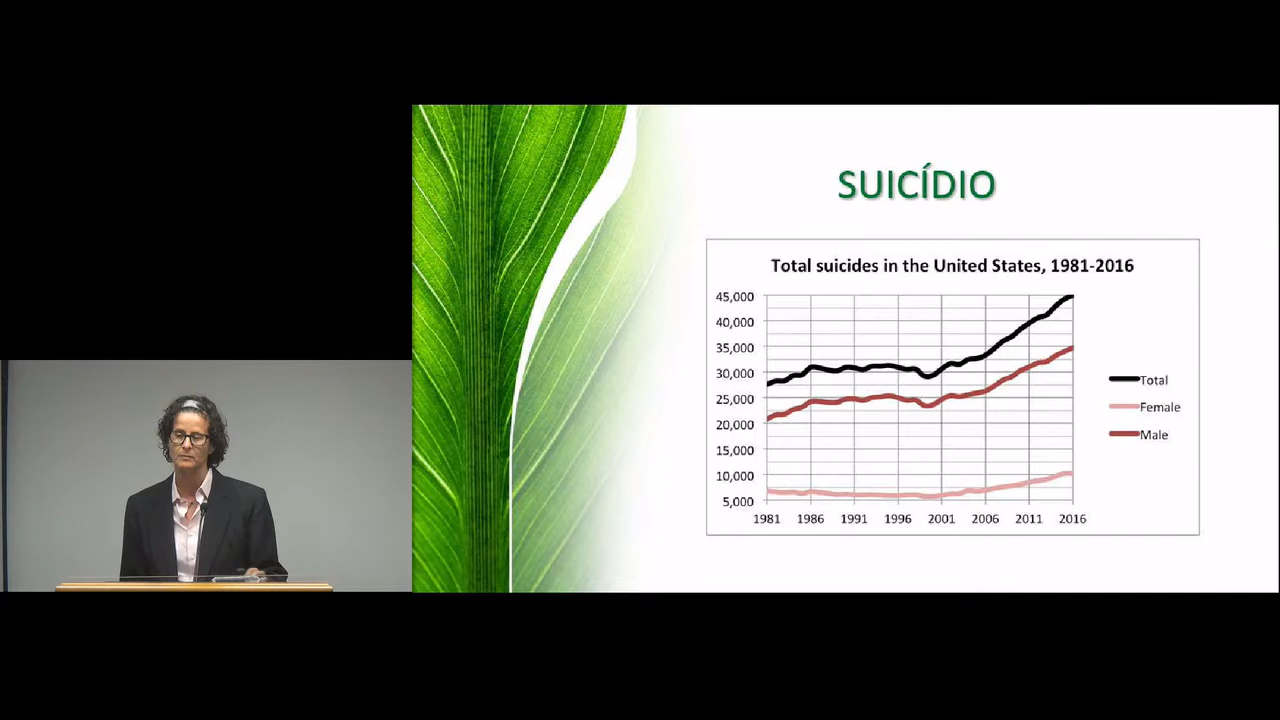 SUICÍDIO
Total suicides in the United States, 1981-2016
45,000
40,000
35,000
30,000
25,000
20,000
15,000
10,000
5,000
1981 1986 1991 1996 2001 2006 2011 2016
Total
Female
Male